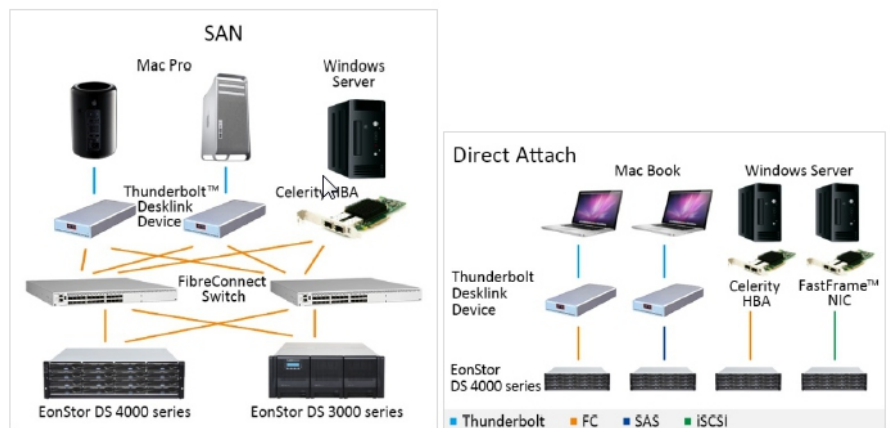 SAN
Mac Pro
Windows
Server
Thunderbolt™
Desklink
Device
Celerity HBA
FibreConnect
Switch
EonStor DS 4000 series
EonStor DS 3000 series
Direct Attach
Mac Book
Windows Server
Thunderbolt
Desklink
Device
Celerity
HBA
FastFrame™
NIC
EonStor
DS 4000 series
Thunderbolt
FC
SAS
iSCSI